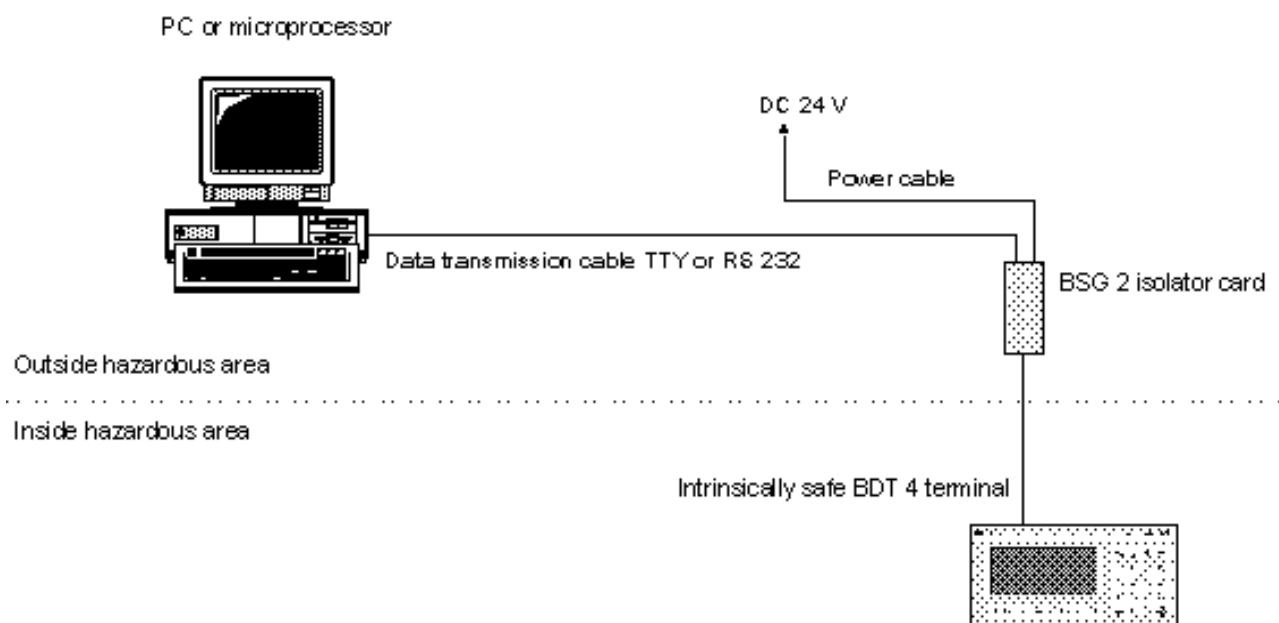 PC or microprocessor
DC 24 V
Power cable
Data transmission cable TTY or RS 232
BSG 2 isolator card
Outside hazardous area
Inside hazardous area
Intrinsically safe BDT 4 terminal